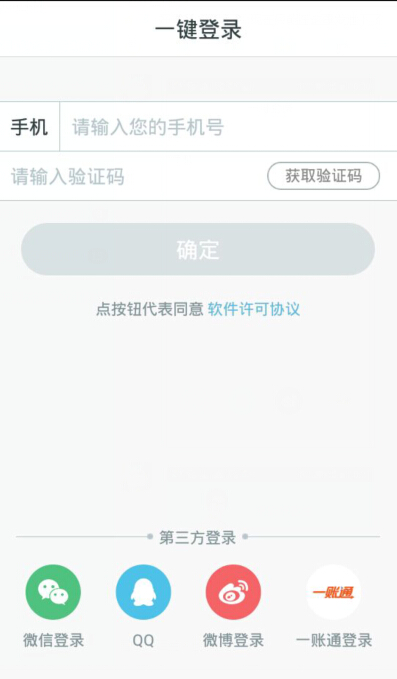 一键登录
手机 请输入您的手机号
请输入验证码 获取验证码
确定
点按钮代表同意 软件许可协议
第三方登录
一账通
微信登录 QQ 微博登录 一账通登录